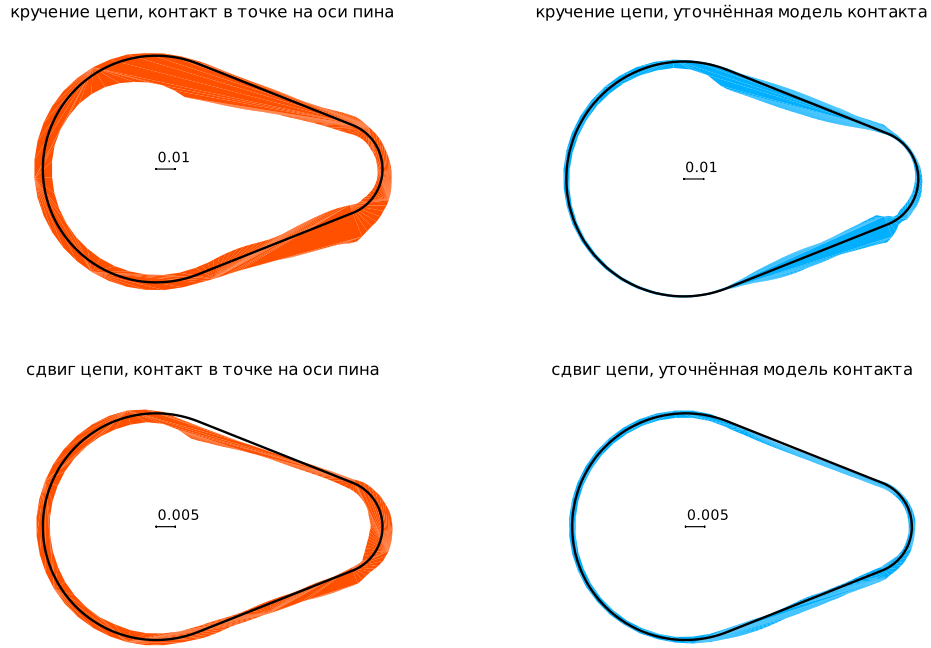 кручение цепи, контакт в точке на оси пина
кручение цепи, уточнённая модель контакта
0.01
0.01
сдвиг цепи, контакт в точке на оси пина
сдвиг цепи, уточнённая модель контакта
0.005
0.005